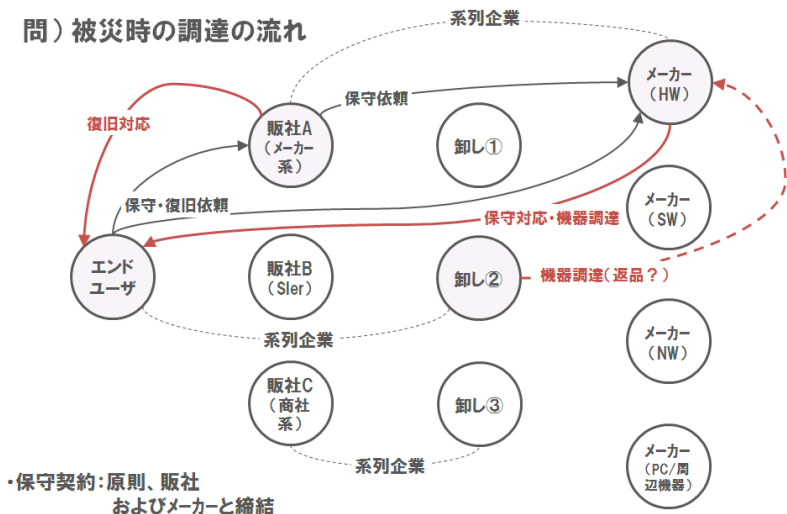 問）被災時の調達の流れ
系列企業
メーカー
（HW）
保守依頼
復旧対応
販社A
（メーカー
系）
卸し①
保守・復旧依頼
メーカー
（SW）
保守対応・機器調達
エンド
ユーザ
販社B
（SIer）
卸し②
機器調達（返品？）
系列企業
メーカー
（NW）
販社C
（商社
系）
卸し③
系列企業
メーカー
（PC/周
辺機器）
・保守契約：原則、販社
およびメーカーと締結